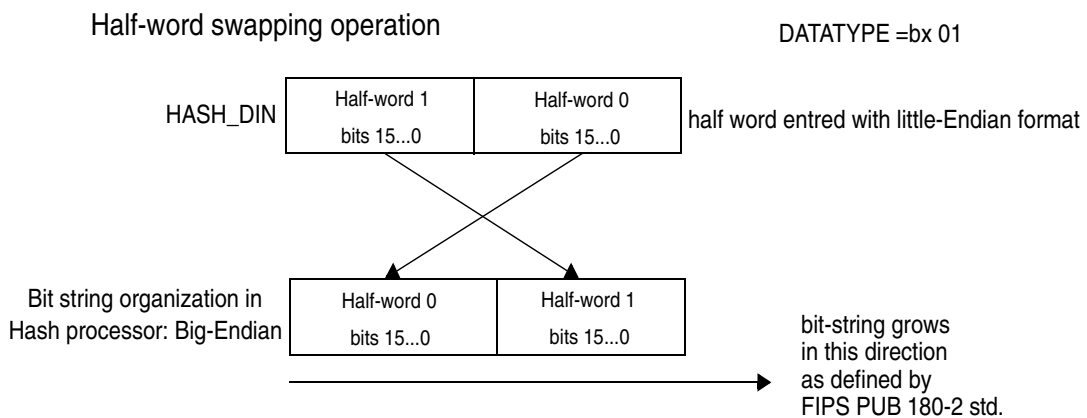 Half-word swapping operation
DATATYPE =bx 01
HASH_DIN
Half-word 1
bits 15...0
Half-word 0
bits 15...0
half word entred with little-Endian format
Bit string organization in
Hash processor: Big-Endian
Half-word 0
bits 15...0
Half-word 1
bits 15...0
bit-string grows
in this direction
as defined by
FIPS PUB 180-2 std.